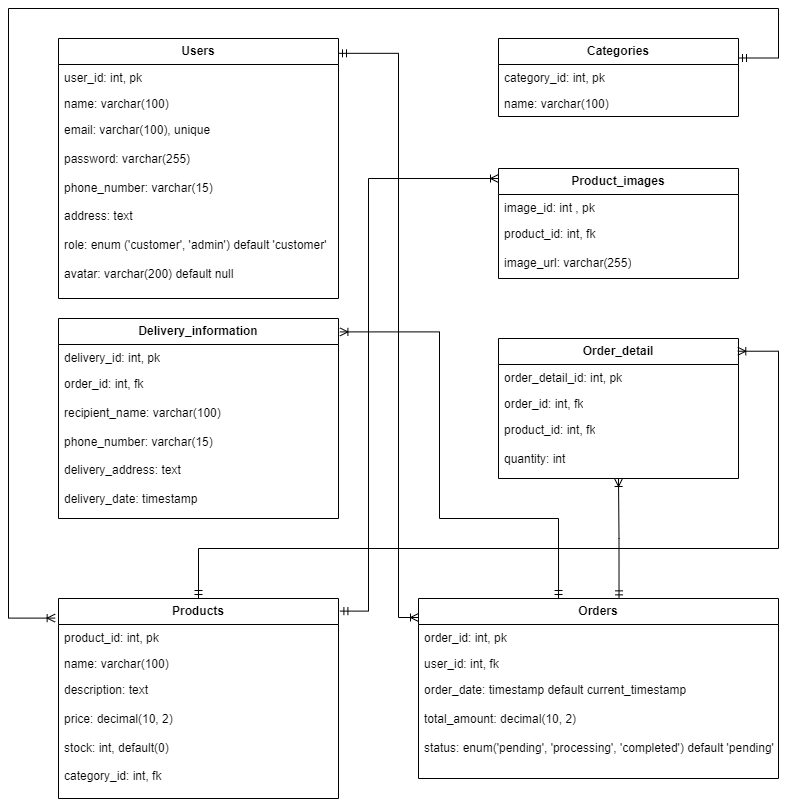 Users
user_id: int, pk
name: varchar(100)
email: varchar(100), unique
password: varchar(255)
phone_number: varchar(15)
address: text
role: enum ('customer', 'admin') default 'customer'
avatar: varchar(200) default null
Categories
category_id: int, pk
name: varchar(100)
Product_images
image_id: int , pk
product_id: int, fk
image_url: varchar(255)
Delivery_information
delivery_id: int, pk
order_id: int, fk
recipient_name: varchar(100)
phone_number: varchar(15)
delivery_address: text
delivery_date: timestamp
Order_detail
order_detail_id: int, pk
order_id: int, fk
product_id: int, fk
quantity: int
Products
product_id: int, pk
name: varchar(100)
description: text
price: decimal(10, 2)
stock: int, default(0)
category_id: int, fk
Orders
order_id: int, pk
user_id: int, fk
order_date: timestamp default current_timestamp
total_amount: decimal(10, 2)
status: enum('pending', 'processing', 'completed') default 'pending'